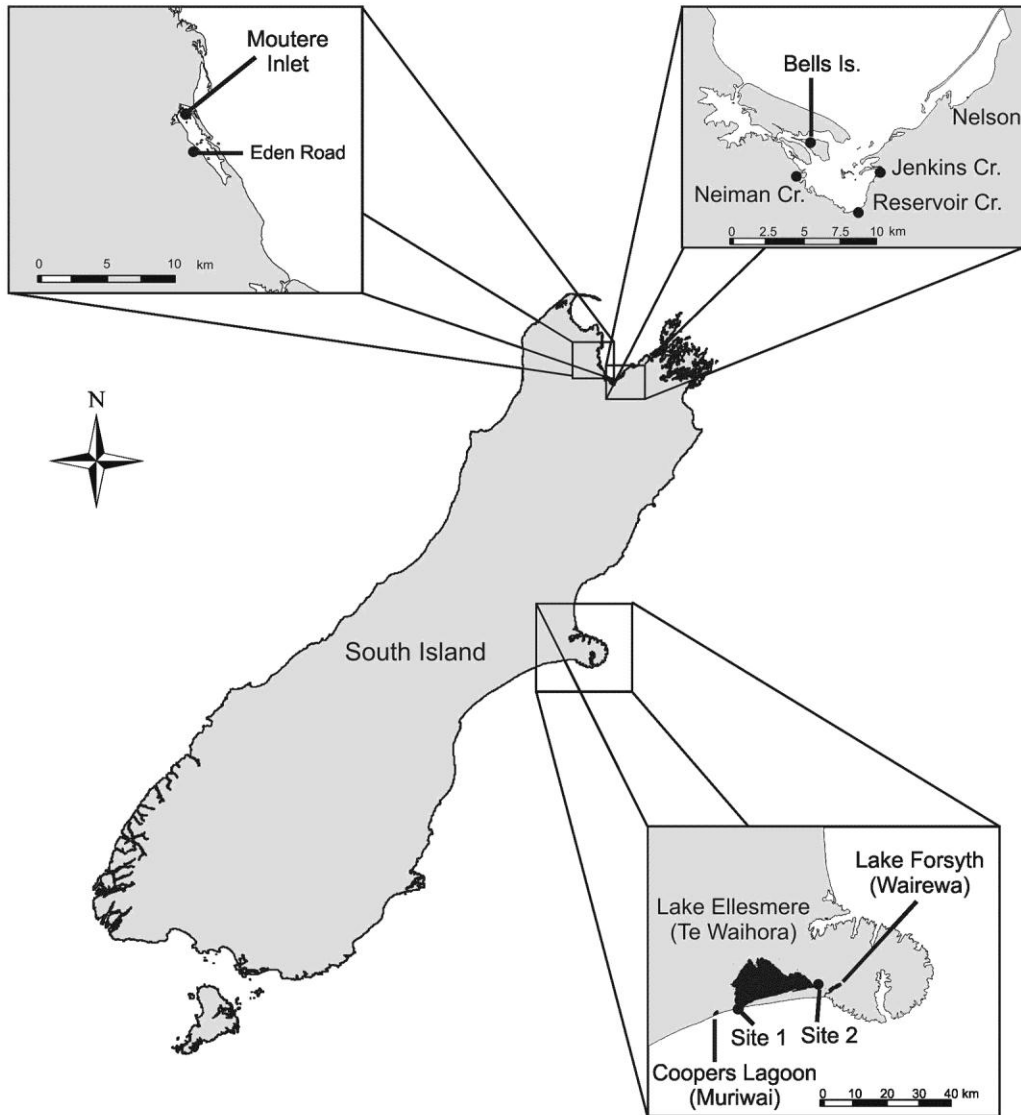 Moutere
Inlet
Eden Road
0 5 10 km
Bells Is.
Nelson
Jenkins Cr.
Neiman Cr.
Reservoir Cr.
0 2.5 5 7.5 10 km
N
South Island
Lake Forsyth
(Wairewa)
Lake Ellesmere
(Te Waihora)
Site 1
Site 2
Coopers Lagoon
(Muriwai)
0 10 20 30 40 km